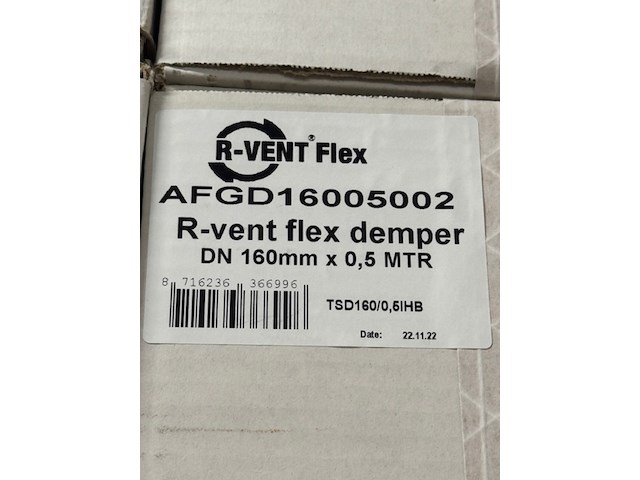 R-VENT® Flex
AFGD16005002
R-vent flex demper
DN 160mm x 0,5 MTR
8 716236 366996
TSD160/0,5IHB
Date: 22.11.22